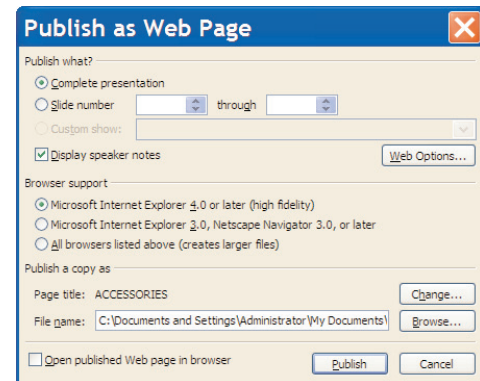 Publish as Web Page
Publish what?
Complete presentation
Slide number through
Custom show:
Display speaker notes Web Options...
Browser support
Microsoft Internet Explorer 4.0 or later (high fidelity)
Microsoft Internet Explorer 3.0, Netscape Navigator 3.0, or later
All browsers listed above (creates larger files)
Publish a copy as
Page title: ACCESSORIES Change...
File name: C:\Documents and Settings\Administrator\My Documents\ Browse...
Open published Web page in browser Publish Cancel